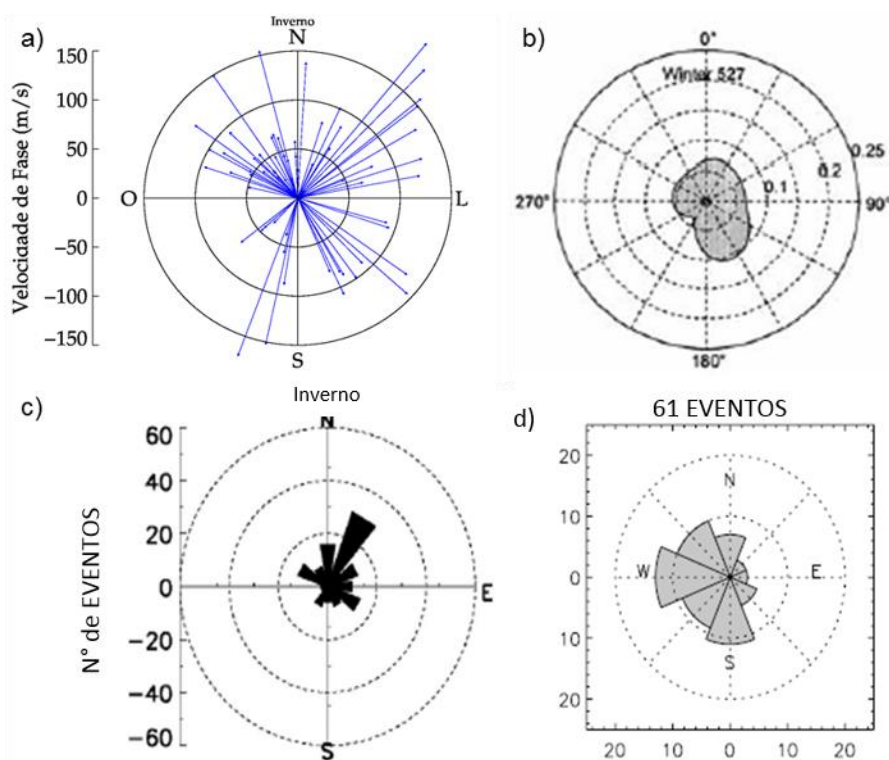 a)
Inverno
N
150
100
50
0
−50
−100
−150
Velocidade de Fase (m/s)
O
L
S
b)
0°
Winter 527
0.25
0.2
0.1
270°
90°
180°
c)
Inverno
N
60
40
20
0
−20
−40
−60
N° de EVENTOS
E
S
d)
61 EVENTOS
20
10
0
10
20
N
W
E
S
20 10 0 10 20